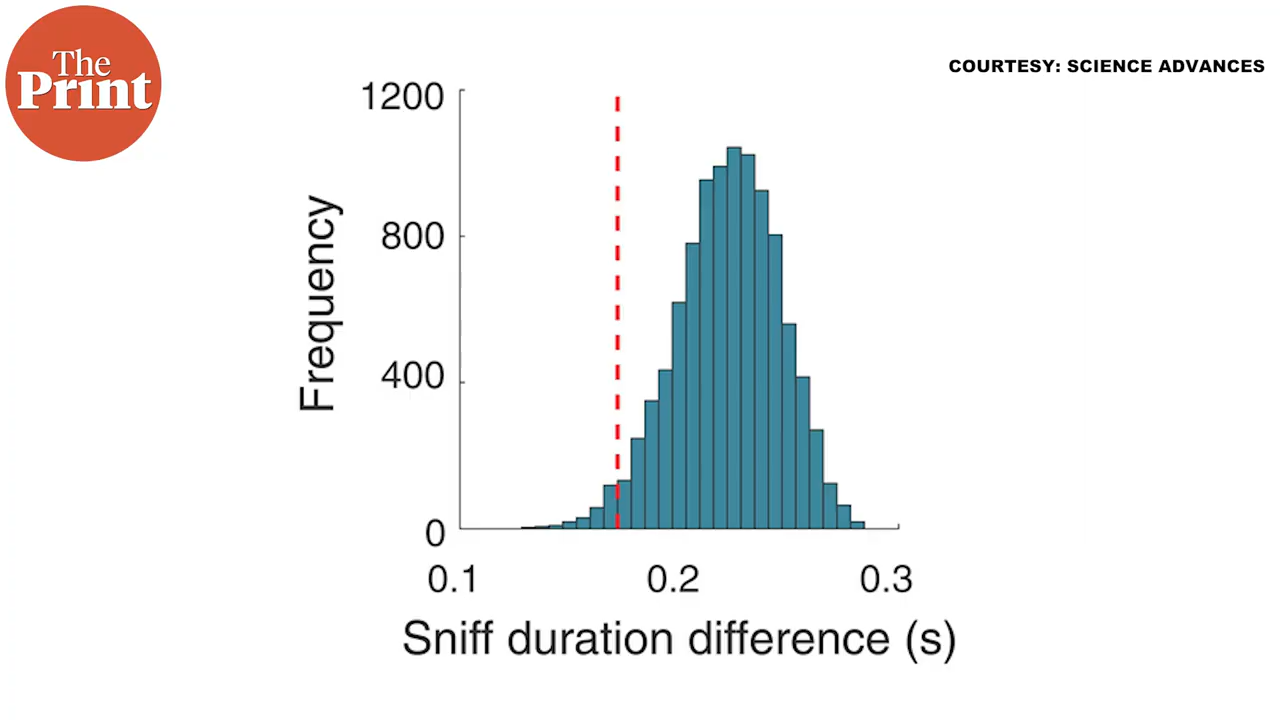 The
Print
COURTESY: SCIENCE ADVANCES
1200
800
400
0
Frequency
0.1 0.2 0.3
Sniff duration difference (s)